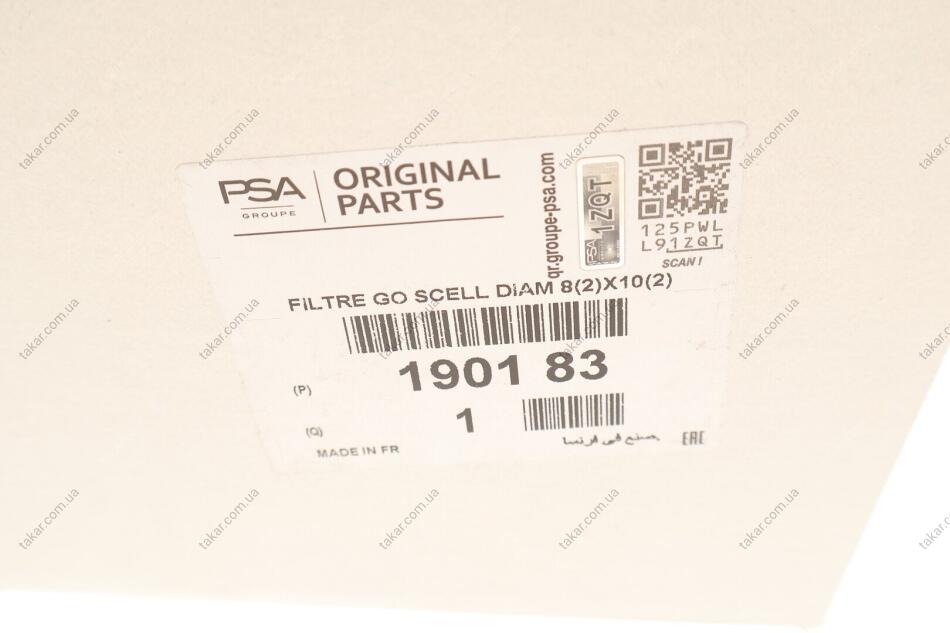 PSA
GROUPE
ORIGINAL
PARTS
qr.groupe-psa.com
PSA 1ZQT
125PWL
L91ZQT
SCAN!
FILTRE GO SCELL DIAM 8(2)X10(2)
(P) 1901 83
(Q) 1
MADE IN FR
صنع في فرنسا
EAC
takar.com.ua